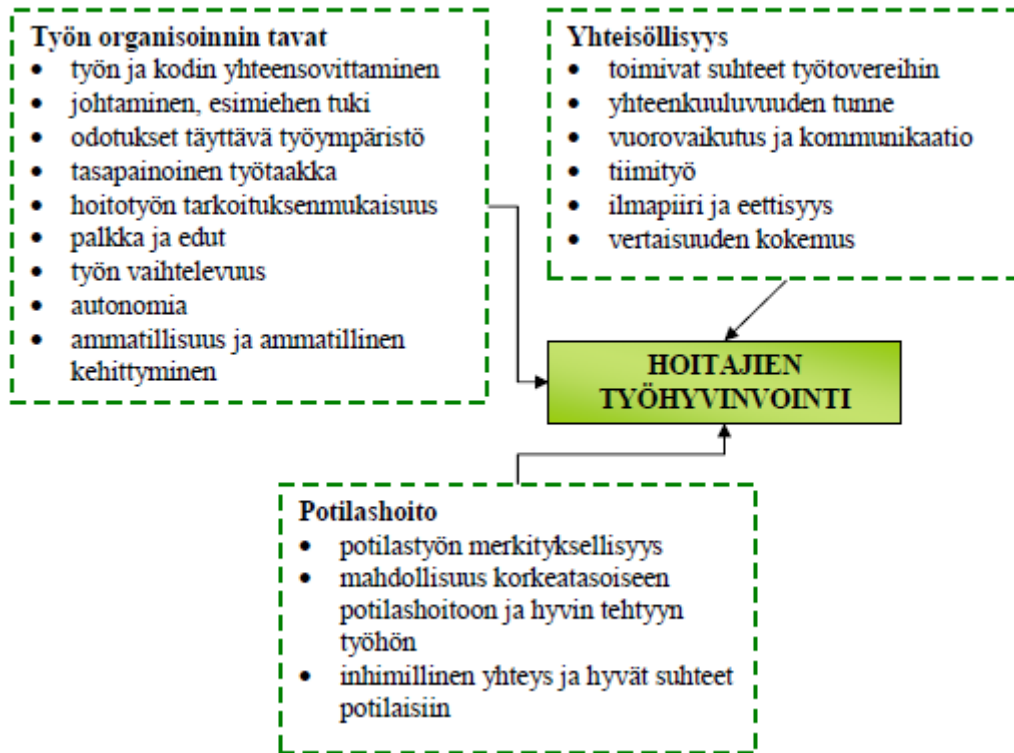 Työn organisoinnin tavat
• työn ja kodin yhteensovittaminen
• johtaminen, esimiehen tuki
• odotukset täyttävä työympäristö
• tasapainoinen työtaakka
• hoitotyön tarkoituksenmukaisuus
• palkka ja edut
• työn vaihtelevuus
• autonomia
• ammatillisuus ja ammatillinen
kehittyminen
Yhteisöllisyys
• toimivat suhteet työtovereihin
• yhteenkuuluvuuden tunne
• vuorovaikutus ja kommunikaatio
• tiimityö
• ilmapiiri ja eettisyys
• vertaisuuden kokemus
HOITAJIEN
TYÖHYVINVOINTI
Potilashoito
• potilastyön merkityksellisyys
• mahdollisuus korkeatasoiseen
potilashoitoon ja hyvin tehtyyn
työhön
• inhimillinen yhteys ja hyvät suhteet
potilaisiin